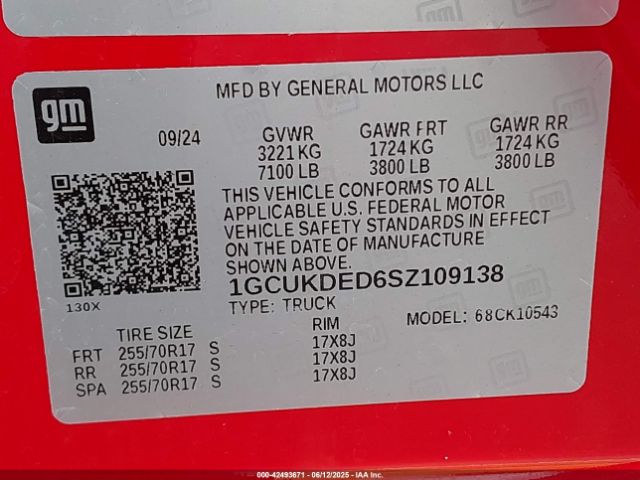 gm
MFD BY GENERAL MOTORS LLC
09/24 GVWR GAWR FRT GAWR RR
3221 KG 1724 KG 1724 KG
7100 LB 3800 LB 3800 LB
THIS VEHICLE CONFORMS TO ALL
APPLICABLE U.S. FEDERAL MOTOR
VEHICLE SAFETY STANDARDS IN EFFECT
ON THE DATE OF MANUFACTURE
SHOWN ABOVE.
1GCUKDED6SZ109138
130X TYPE: TRUCK MODEL: 68CK10543
TIRE SIZE RIM
FRT 255/70R17 S 17X8J
RR 255/70R17 S 17X8J
SPA 255/70R17 S 17X8J
000-42493671 - 06/12/2025 - IAAI, Inc.